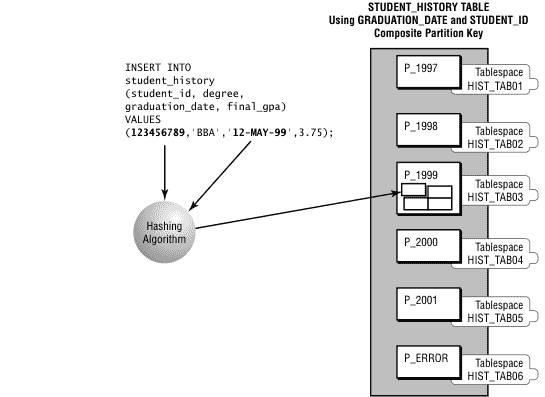 STUDENT_HISTORY TABLE
Using GRADUATION_DATE and STUDENT_ID
Composite Partition Key
INSERT INTO
student_history
(student_id, degree,
graduation_date, final_gpa)
VALUES
(123456789,'BBA','12-MAY-99',3.75);
Hashing
Algorithm
P_1997
Tablespace
HIST_TAB01
P_1998
Tablespace
HIST_TAB02
P_1999
Tablespace
HIST_TAB03
P_2000
Tablespace
HIST_TAB04
P_2001
Tablespace
HIST_TAB05
P_ERROR
Tablespace
HIST_TAB06